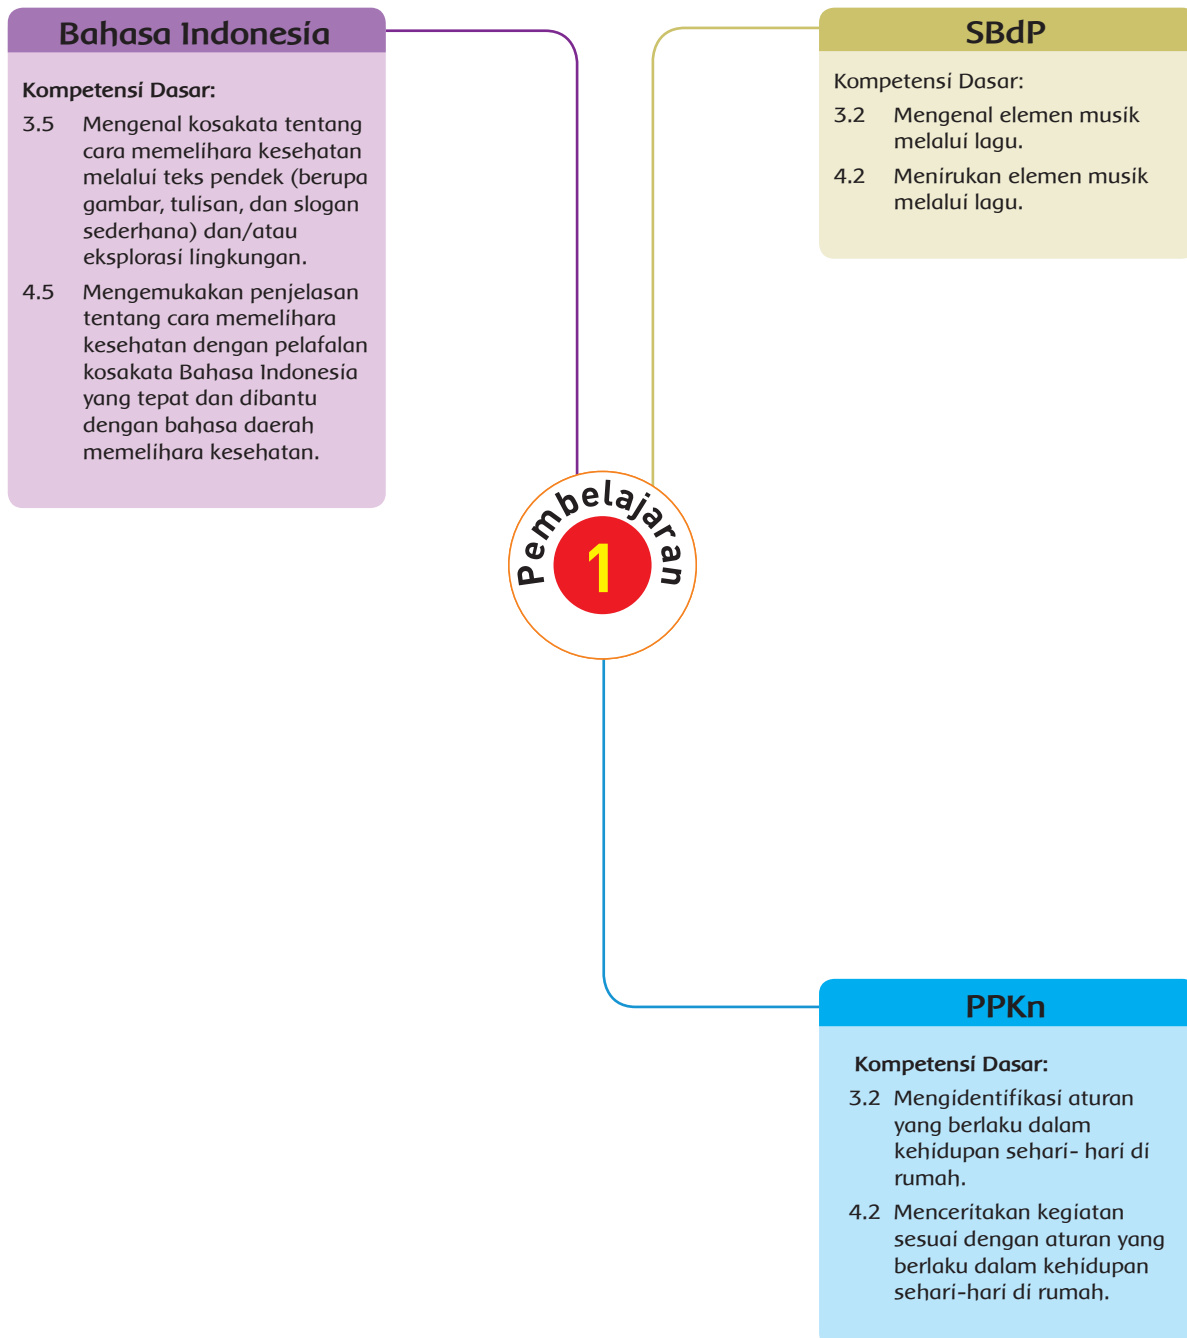 Bahasa Indonesia
Kompetensi Dasar:
3.5 Mengenal kosakata tentang
cara memelihara kesehatan
melalui teks pendek (berupa
gambar, tulisan, dan slogan
sederhana) dan/atau
eksplorasi lingkungan.
4.5 Mengemukakan penjelasan
tentang cara memelihara
kesehatan dengan pelafalan
kosakata Bahasa Indonesia
yang tepat dan dibantu
dengan bahasa daerah
memelihara kesehatan.
SBdP
Kompetensi Dasar:
3.2 Mengenal elemen musik
melalui lagu.
4.2 Menirukan elemen musik
melalui lagu.
Pembelajaran
1
PPKn
Kompetensi Dasar:
3.2 Mengidentifikasi aturan
yang berlaku dalam
kehidupan sehari- hari di
rumah.
4.2 Menceritakan kegiatan
sesuai dengan aturan yang
berlaku dalam kehidupan
sehari-hari di rumah.